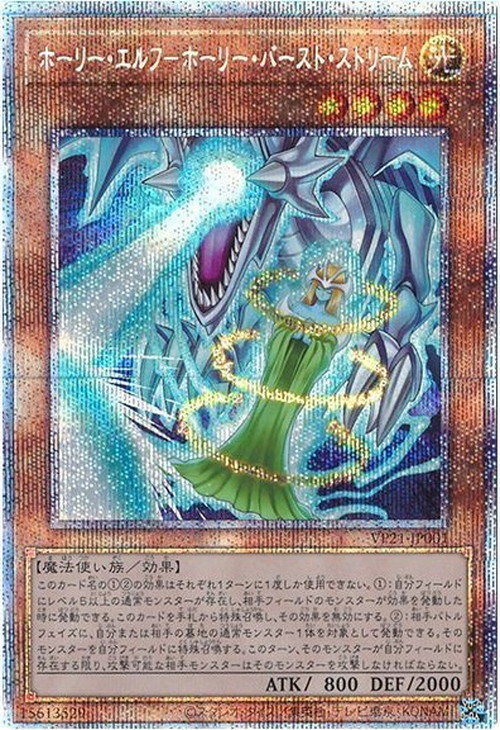 ホーリー・エルフーホーリー・バースト・ストリーム
光
VP21-JP001
【魔法使い族／効果】
このカード名の①②の効果はそれぞれ1ターンに1度しか使用できない。①：自分フィールド
にレベル5以上の通常モンスターが存在し、相手フィールドのモンスターが効果を発動した
時に発動できる。このカードを手札から特殊召喚し、その効果を無効にする。②：相手バトル
フェイズに、自分または相手の墓地の通常モンスター1体を対象として発動できる。その
モンスターを自分フィールドに特殊召喚する。このターン、そのモンスターが自分フィールドに
存在する限り、攻撃可能な相手モンスターはそのモンスターを攻撃しなければならない。
ATK/ 800 DEF/2000
15613529